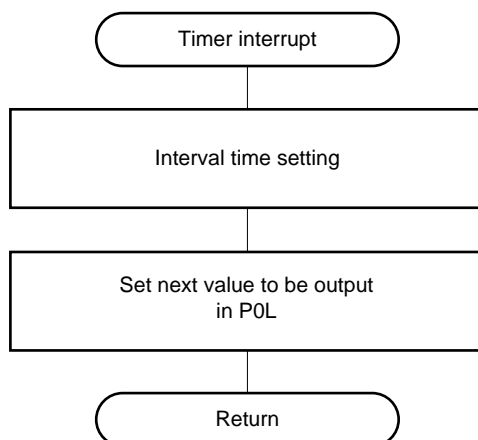 Timer interrupt
Interval time setting
Set next value to be output
in P0L
Return